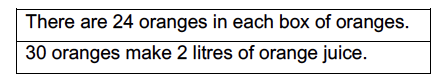 There are 24 oranges in each box of oranges.
30 oranges make 2 litres of orange juice.